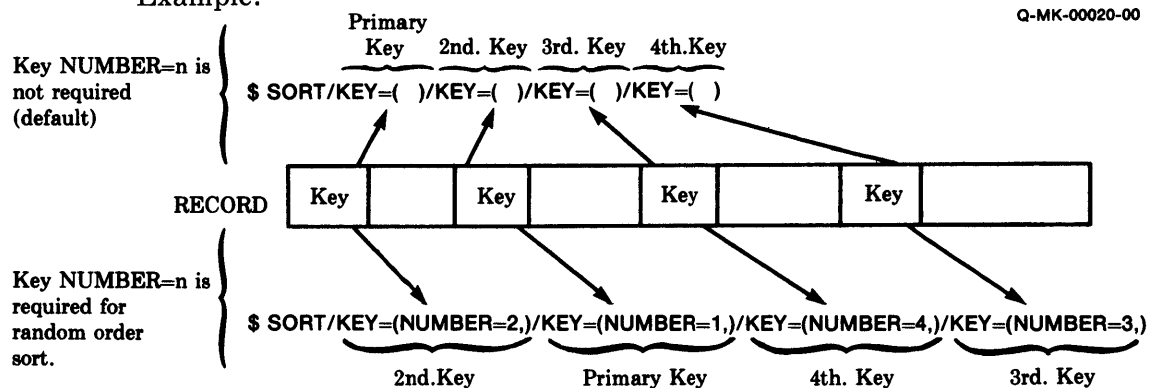 Example:
Q-MK-00020-00
Primary
Key 2nd. Key 3rd. Key 4th.Key
Key NUMBER=n is
not required
(default)
$ SORT/KEY=( )/KEY=( )/KEY=( )/KEY=( )
RECORD
Key Key Key Key
Key NUMBER=n is
required for
random order
sort.
$ SORT/KEY=(NUMBER=2,)/KEY=(NUMBER=1,)/KEY=(NUMBER=4,)/KEY=(NUMBER=3,)
2nd.Key Primary Key 4th. Key 3rd. Key